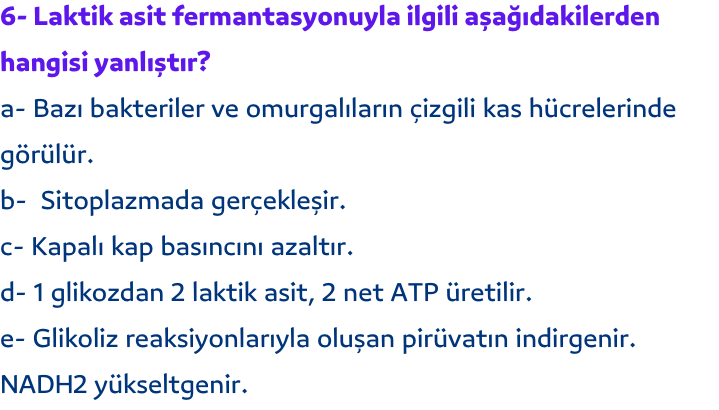 6- Laktik asit fermantasyonuyla ilgili aşağıdakilerden
hangisi yanlıştır?
a- Bazı bakteriler ve omurgalıların çizgili kas hücrelerinde
görülür.
b-  Sitoplazmada gerçekleşir.
c- Kapalı kap basıncını azaltır.
d- 1 glikozdan 2 laktik asit, 2 net ATP üretilir.
e- Glikoliz reaksiyonlarıyla oluşan pirüvatın indirgenir.
NADH2 yükseltgenir.